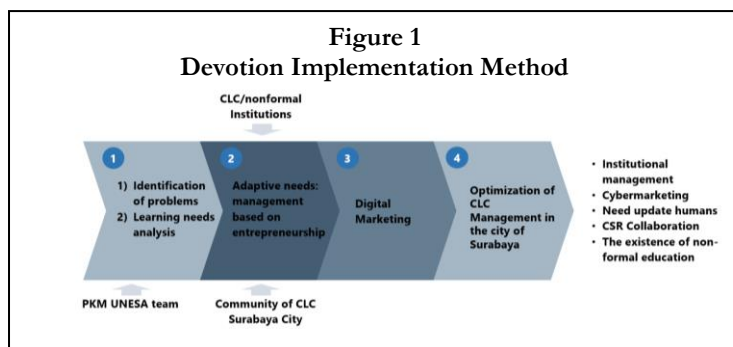 Figure 1
Devotion Implementation Method
CLC/nonformal
Institutions
1
1) Identification
of problems
2) Learning needs
analysis
2
Adaptive needs:
management
based on
entrepreneurship
3
Digital
Marketing
4
Optimization of
CLC
Management in
the city of
Surabaya
• Institutional
management
• Cybermarketing
• Need update humans
• CSR Collaboration
• The existence of non-
formal education
PKM UNESA team
Community of CLC
Surabaya City